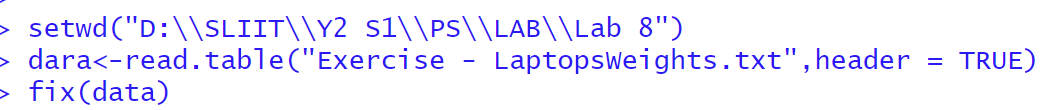 > setwd("D:\\SLIIT\\Y2 S1\\PS\\LAB\\Lab 8")
> dara<-read.table("Exercise - LaptopsWeights.txt",header = TRUE)
> fix(data)